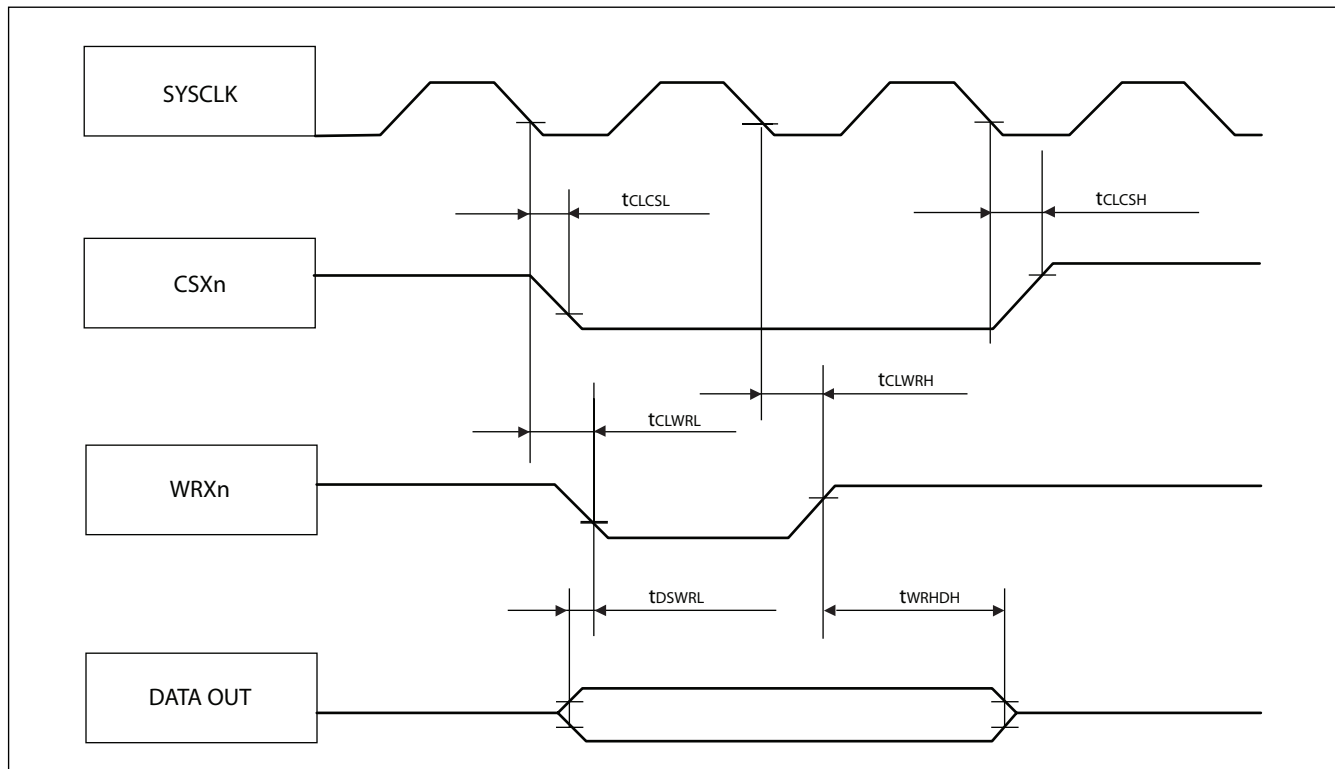 SYSCLK
tCLCSL
tCLCSH
CSXn
tCLWRH
tCLWRL
WRXn
tDSWRL
tWRHDH
DATA OUT